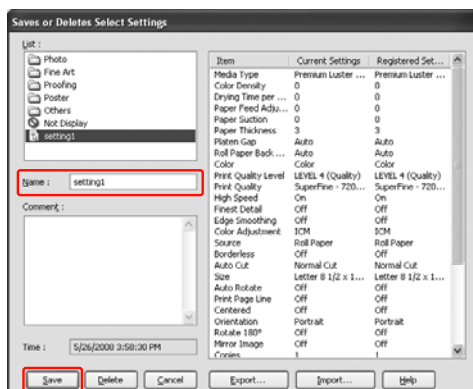 Saves or Deletes Select Settings
List :
Photo
Fine Art
Proofing
Poster
Others
Not Display
setting1
Name : setting1
Comment :
Time : 5/26/2008 3:58:30 PM
Item Current Settings Registered Set...
Media Type Premium Luster ... Premium Luster ...
Color Density 0 0
Drying Time per ... 0 0
Paper Feed Adju... 0 0
Paper Suction 0 0
Paper Thickness 3 3
Platen Gap Auto Auto
Roll Paper Back ... Auto Auto
Color Color Color
Print Quality Level LEVEL 4 (Quality) LEVEL 4 (Quality)
Print Quality SuperFine - 720... SuperFine - 720...
High Speed On On
Finest Detail Off Off
Edge Smoothing Off Off
Color Adjustment ICM ICM
Source Roll Paper Roll Paper
Borderless Off Off
Auto Cut Normal Cut Normal Cut
Size Letter 8 1/2 x 1... Letter 8 1/2 x 1...
Auto Rotate Off Off
Print Page Line Off Off
Centered Off Off
Orientation Portrait Portrait
Rotate 180° Off Off
Mirror Image Off Off
Copies 1 1
Save Delete Cancel Export... Import... Help